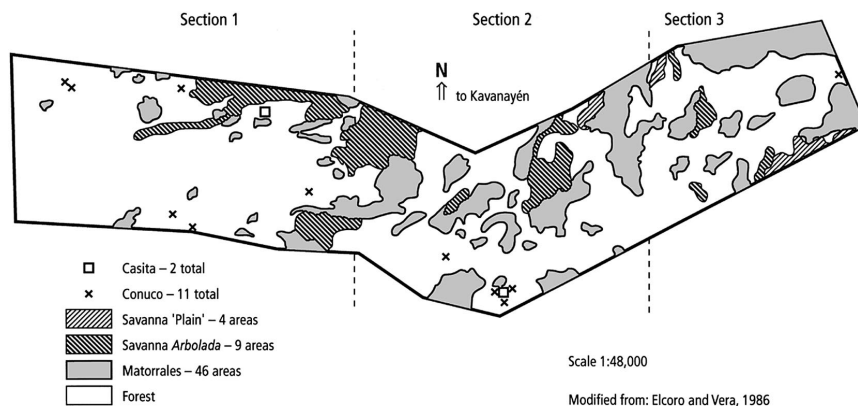 Section 1
Section 2
Section 3
N
⇑ to Kavanayén
Casita – 2 total
Conuco – 11 total
Savanna 'Plain' – 4 areas
Savanna Arbolada – 9 areas
Matorrales – 46 areas
Forest
Scale 1:48,000
Modified from: Elcoro and Vera, 1986